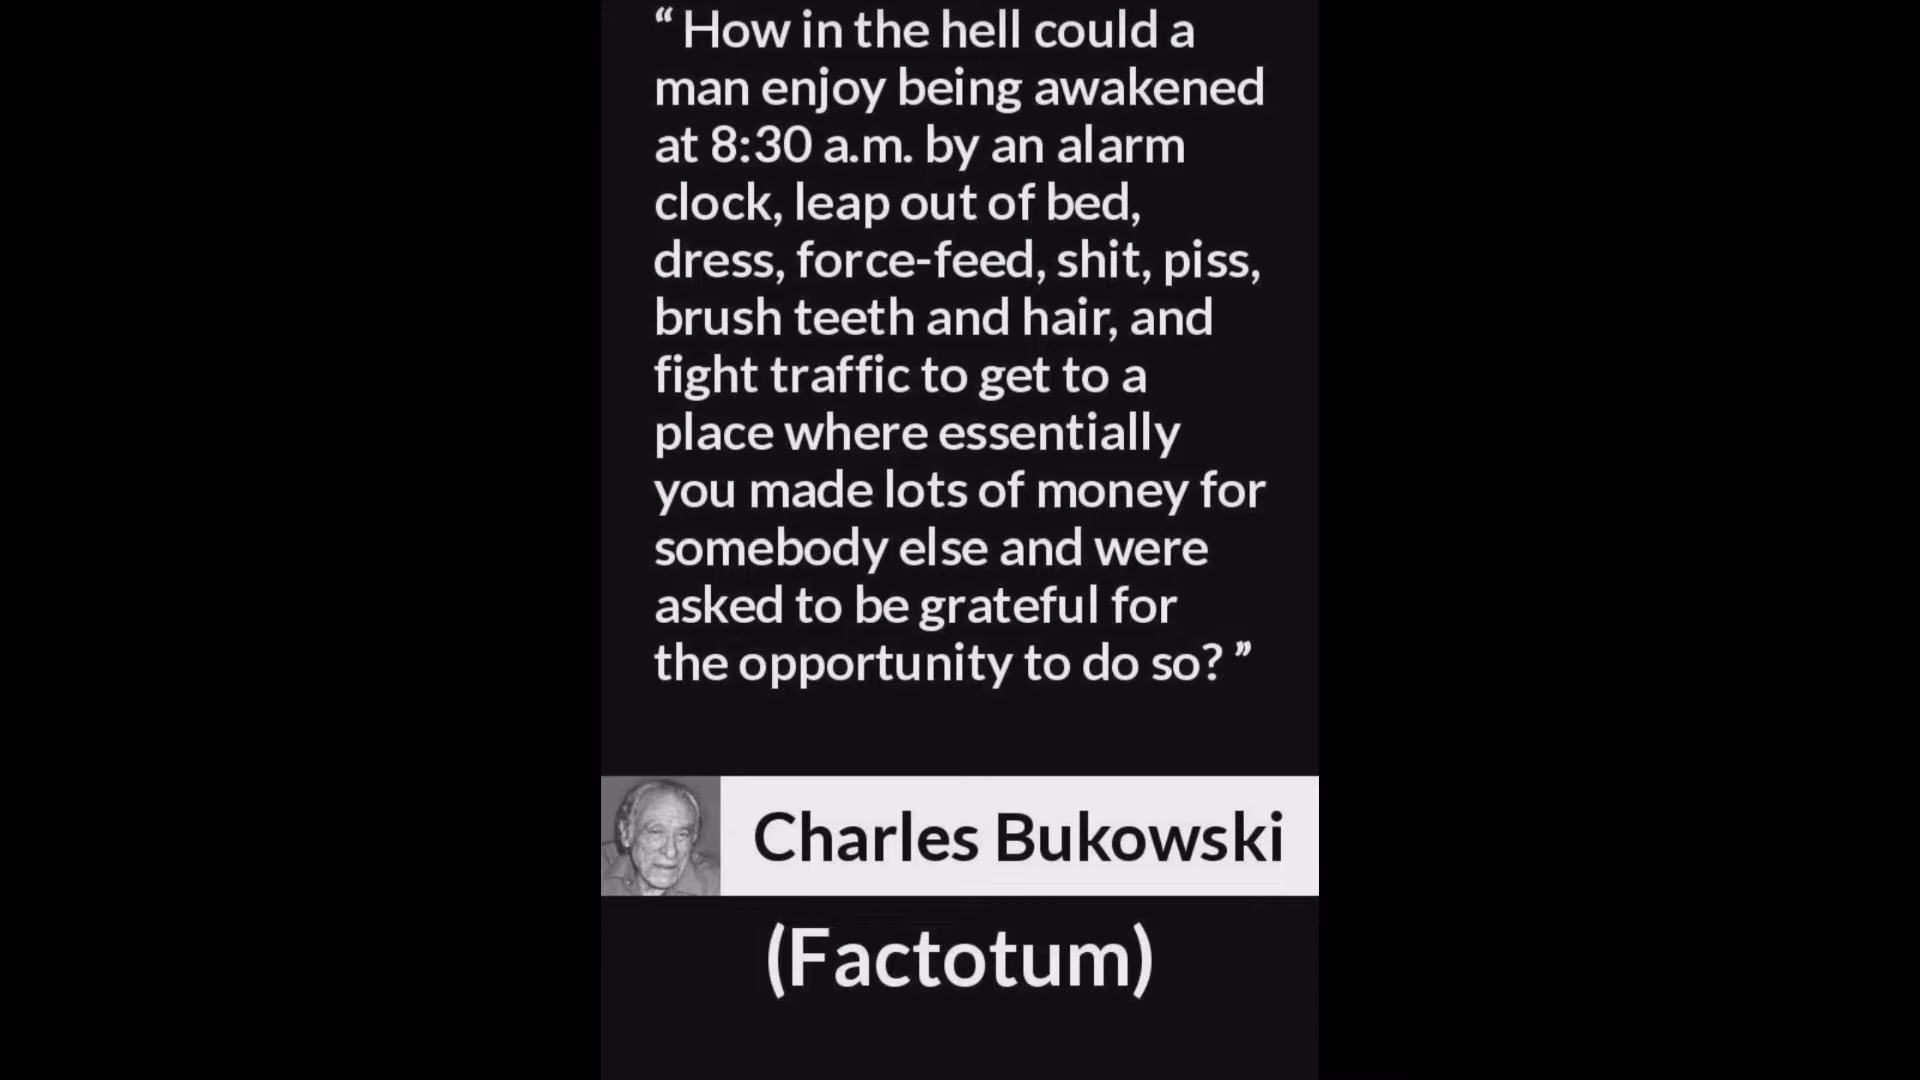 “ How in the hell could a
man enjoy being awakened
at 8:30 a.m. by an alarm
clock, leap out of bed,
dress, force-feed, shit, piss,
brush teeth and hair, and
fight traffic to get to a
place where essentially
you made lots of money for
somebody else and were
asked to be grateful for
the opportunity to do so? ”
Charles Bukowski
(Factotum)